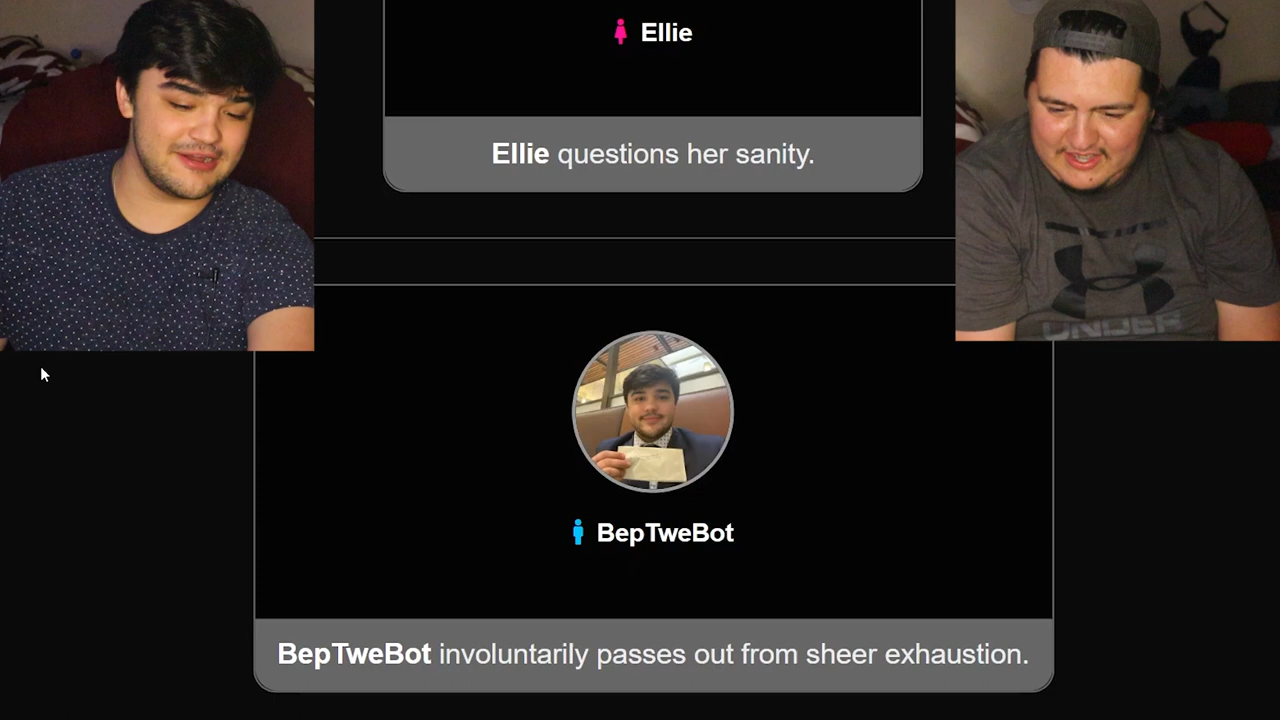 Ellie
Ellie questions her sanity.
UNDER
BepTweBot
BepTweBot involuntarily passes out from sheer exhaustion.